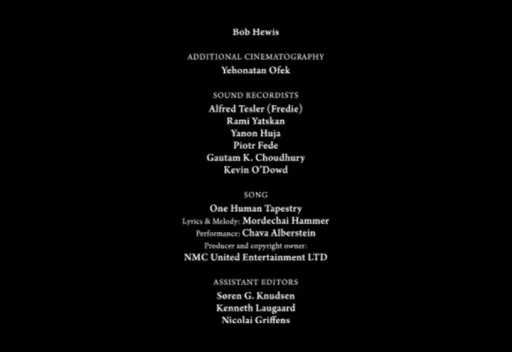 Bob Hewis
ADDITIONAL CINEMATOGRAPHY
Yehonatan Ofek
SOUND RECORDISTS
Alfred Tesler (Fredie)
Rami Yatskan
Yanon Huja
Piotr Fede
Gautam K. Choudhury
Kevin O'Dowd
SONG
One Human Tapestry
Lyrics & Melody: Mordechai Hammer
Performance: Chava Alberstein
Producer and copyright owner:
NMC United Entertainment LTD
ASSISTANT EDITORS
Søren G. Knudsen
Kenneth Laugaard
Nicolai Griffens